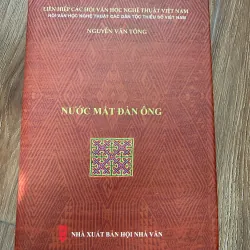 LIÊN HIỆP CÁC HỘI VĂN HỌC NGHỆ THUẬT VIỆT NAM
HỘI VĂN HỌC NGHỆ THUẬT CÁC DÂN TỘC THIỂU SỐ VIỆT NAM
NGUYỄN VĂN TÔNG
NƯỚC MẮT ĐÀN ÔNG
NHÀ XUẤT BẢN HỘI NHÀ VĂN